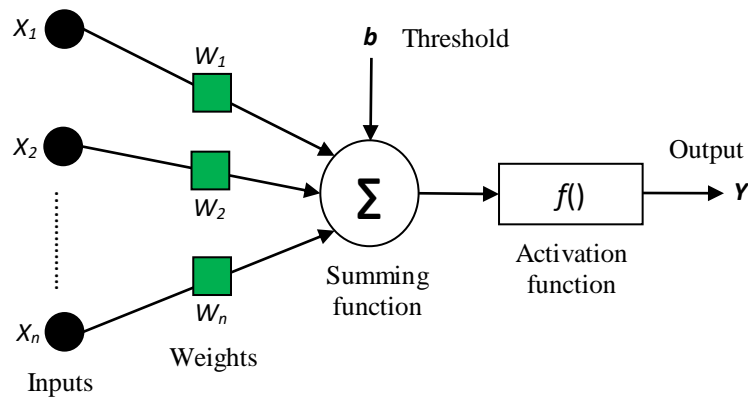 X1
W1
b Threshold
X2
W2
Σ
f()
Output
Y
Summing
function
Activation
function
Xn
Wn
Weights
Inputs